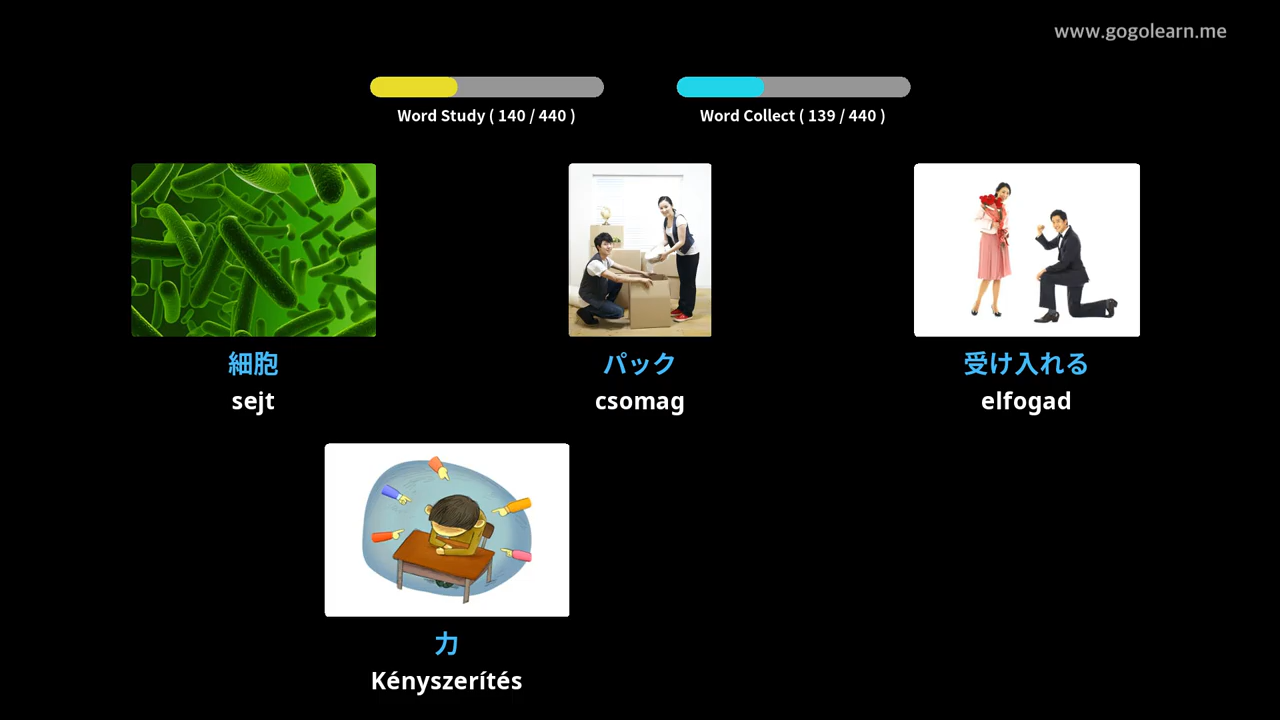 www.gogolearn.me
Word Study ( 140 / 440 )
Word Collect ( 139 / 440 )
細胞
sejt
パック
csomag
受け入れる
elfogad
力
Kényszerítés